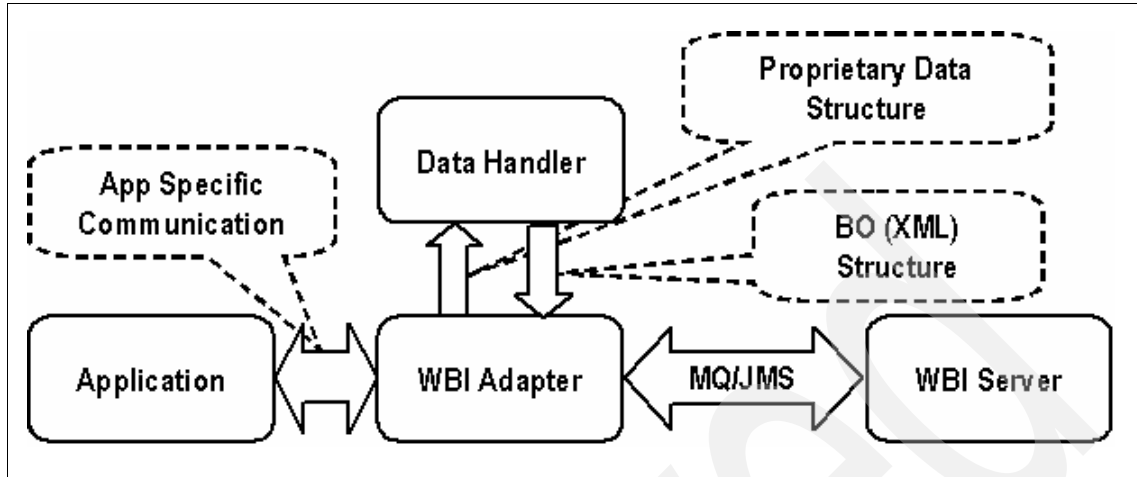 Proprietary Data
Structure
Data Handler
App Specific
Communication
BO (XML)
Structure
Application
WBI Adapter
MQ/JMS
WBI Server